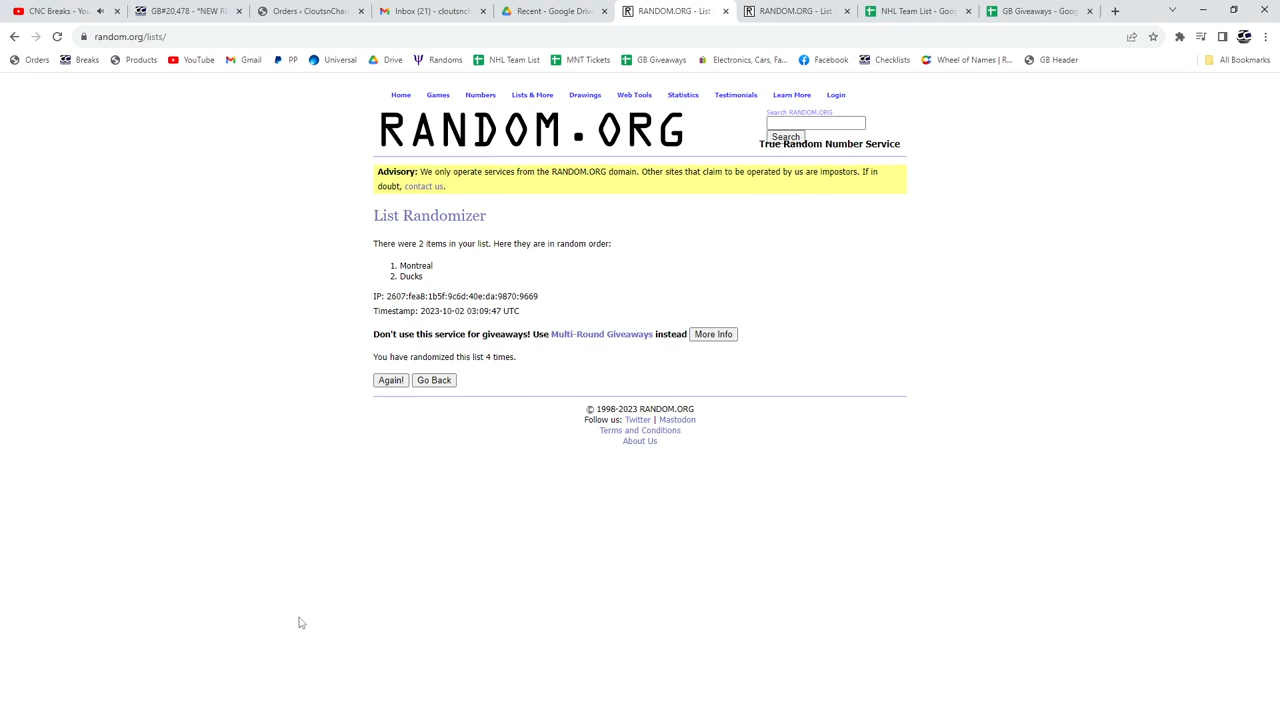 CNC Breaks - You
GB#20,478 - *NEW RE
Orders ‹ CloutsnChara
Inbox (21) - cloutsnch
Recent - Google Drive
RANDOM.ORG - List
RANDOM.ORG - List
NHL Team List - Goog
GB Giveaways - Goog
random.org/lists/
Orders
Breaks
Products
YouTube
Gmail
PP
Universal
Drive
Randoms
NHL Team List
MNT Tickets
GB Giveaways
Electronics, Cars, Fa...
Facebook
Checklists
Wheel of Names | R...
GB Header
All Bookmarks
Home Games Numbers Lists & More Drawings Web Tools Statistics Testimonials Learn More Login
RANDOM.ORG
Search RANDOM.ORG
Search
True Random Number Service
Advisory: We only operate services from the RANDOM.ORG domain. Other sites that claim to be operated by us are impostors. If in
doubt, contact us.
List Randomizer
There were 2 items in your list. Here they are in random order:
1. Montreal
2. Ducks
IP: 2607:fea8:1b5f:9c6d:40e:da:9870:9669
Timestamp: 2023-10-02 03:09:47 UTC
Don't use this service for giveaways! Use Multi-Round Giveaways instead More Info
You have randomized this list 4 times.
Again! Go Back
© 1998-2023 RANDOM.ORG
Follow us: Twitter | Mastodon
Terms and Conditions
About Us